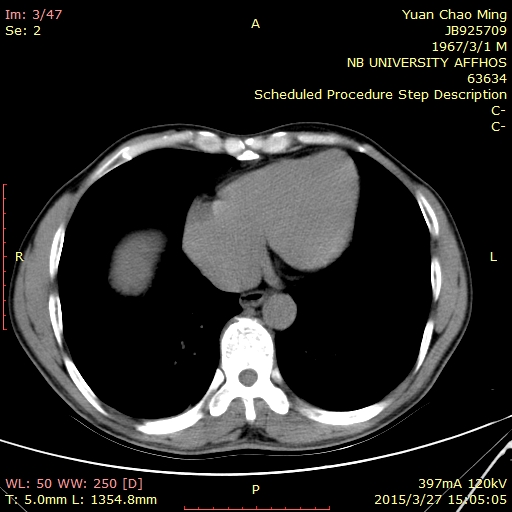 Im: 3/47
Se: 2
A
Yuan Chao Ming
JB925709
1967/3/1 M
NB UNIVERSITY AFFHOS
63634
Scheduled Procedure Step Description
C-
C-
R
L
WL: 50 WW: 250 [D]
T: 5.0mm L: 1354.8mm
P
397mA 120kV
2015/3/27 15:05:05